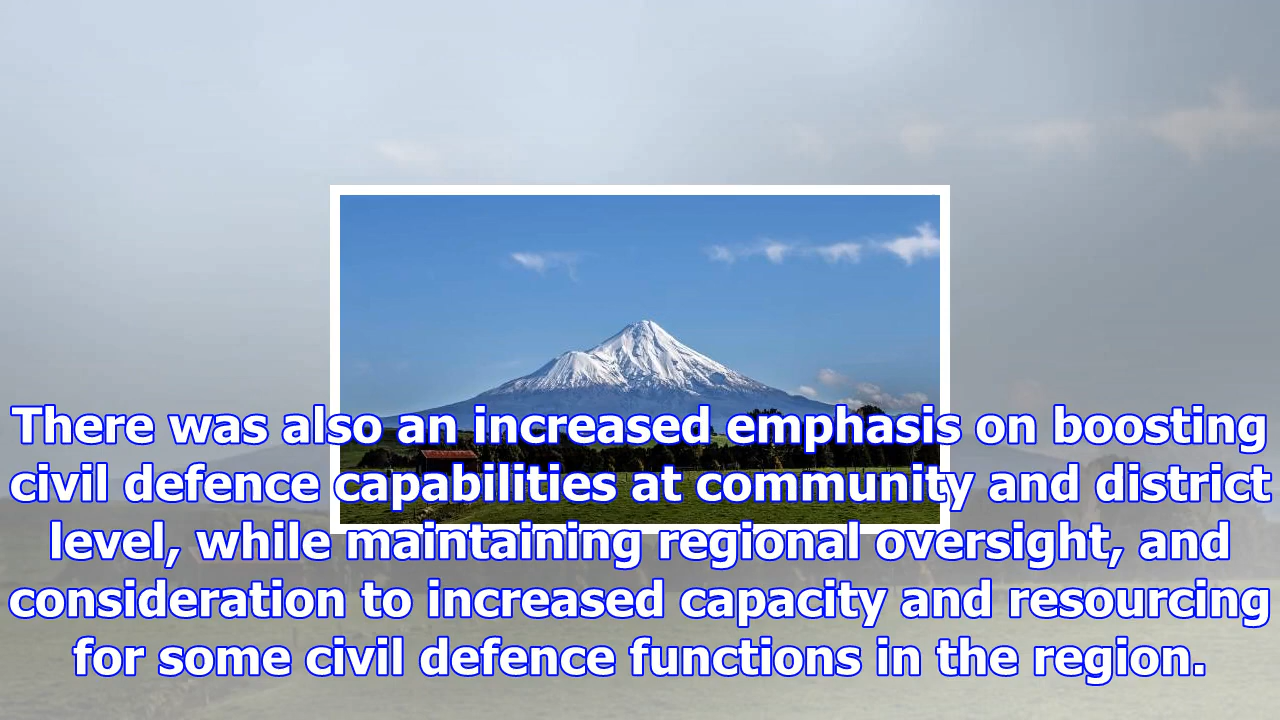 There was also an increased emphasis on boosting
civil defence capabilities at community and district
level, while maintaining regional oversight, and
consideration to increased capacity and resourcing
for some civil defence functions in the region.